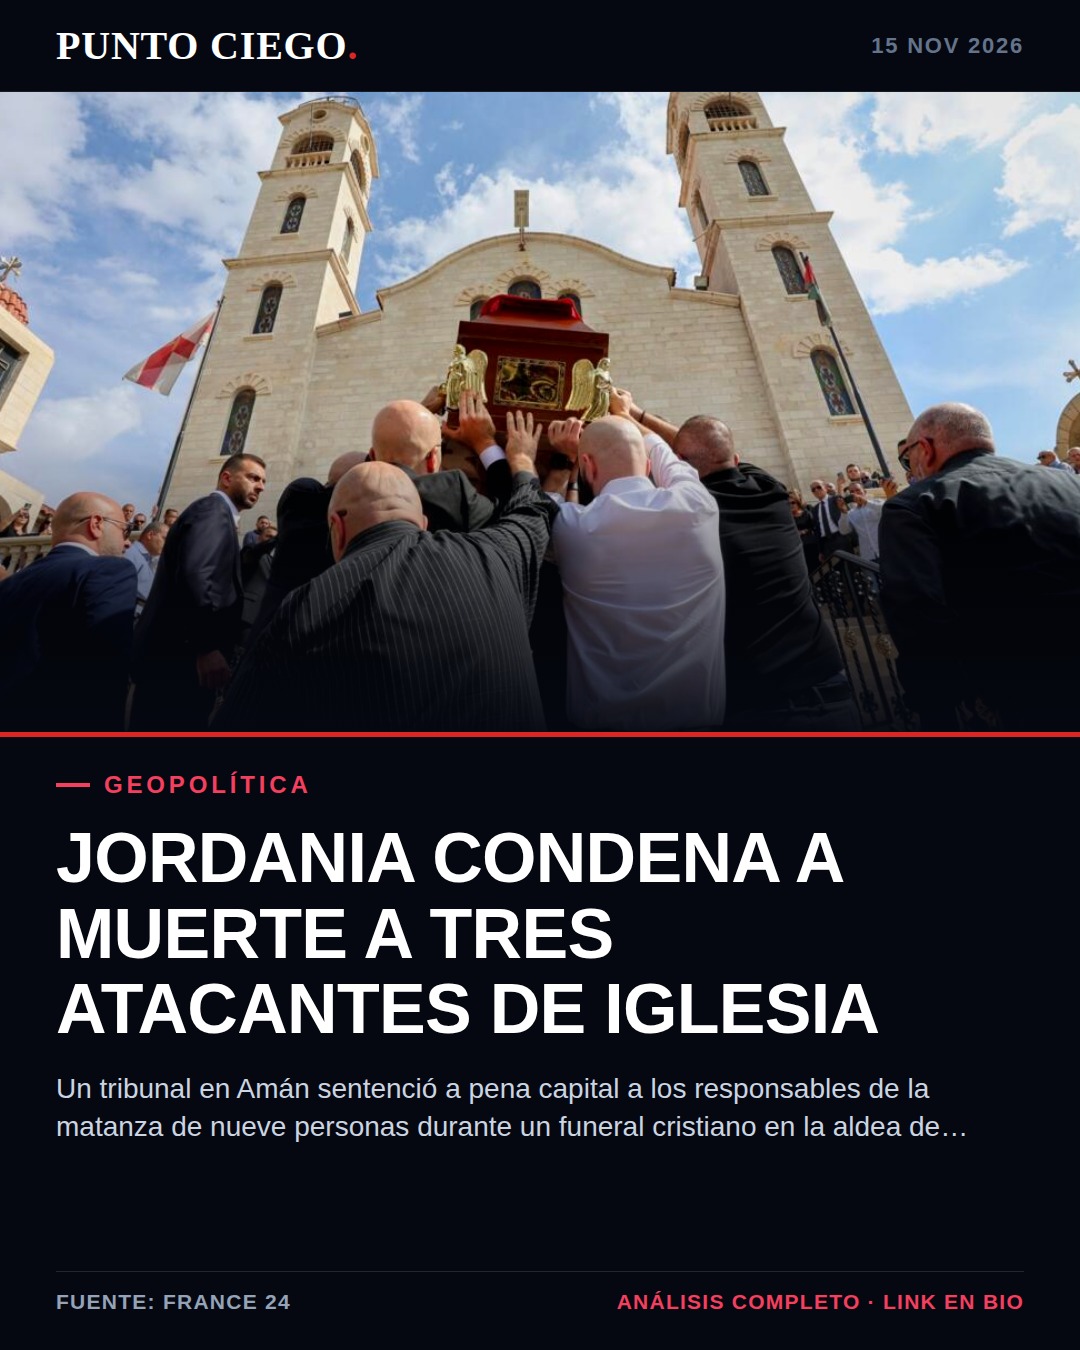 PUNTO CIEGO.
15 NOV 2026
GEOPOLÍTICA
JORDANIA CONDENA A
MUERTE A TRES
ATACANTES DE IGLESIA
Un tribunal en Amán sentenció a pena capital a los responsables de la
matanza de nueve personas durante un funeral cristiano en la aldea de…
FUENTE: FRANCE 24
ANÁLISIS COMPLETO · LINK EN BIO